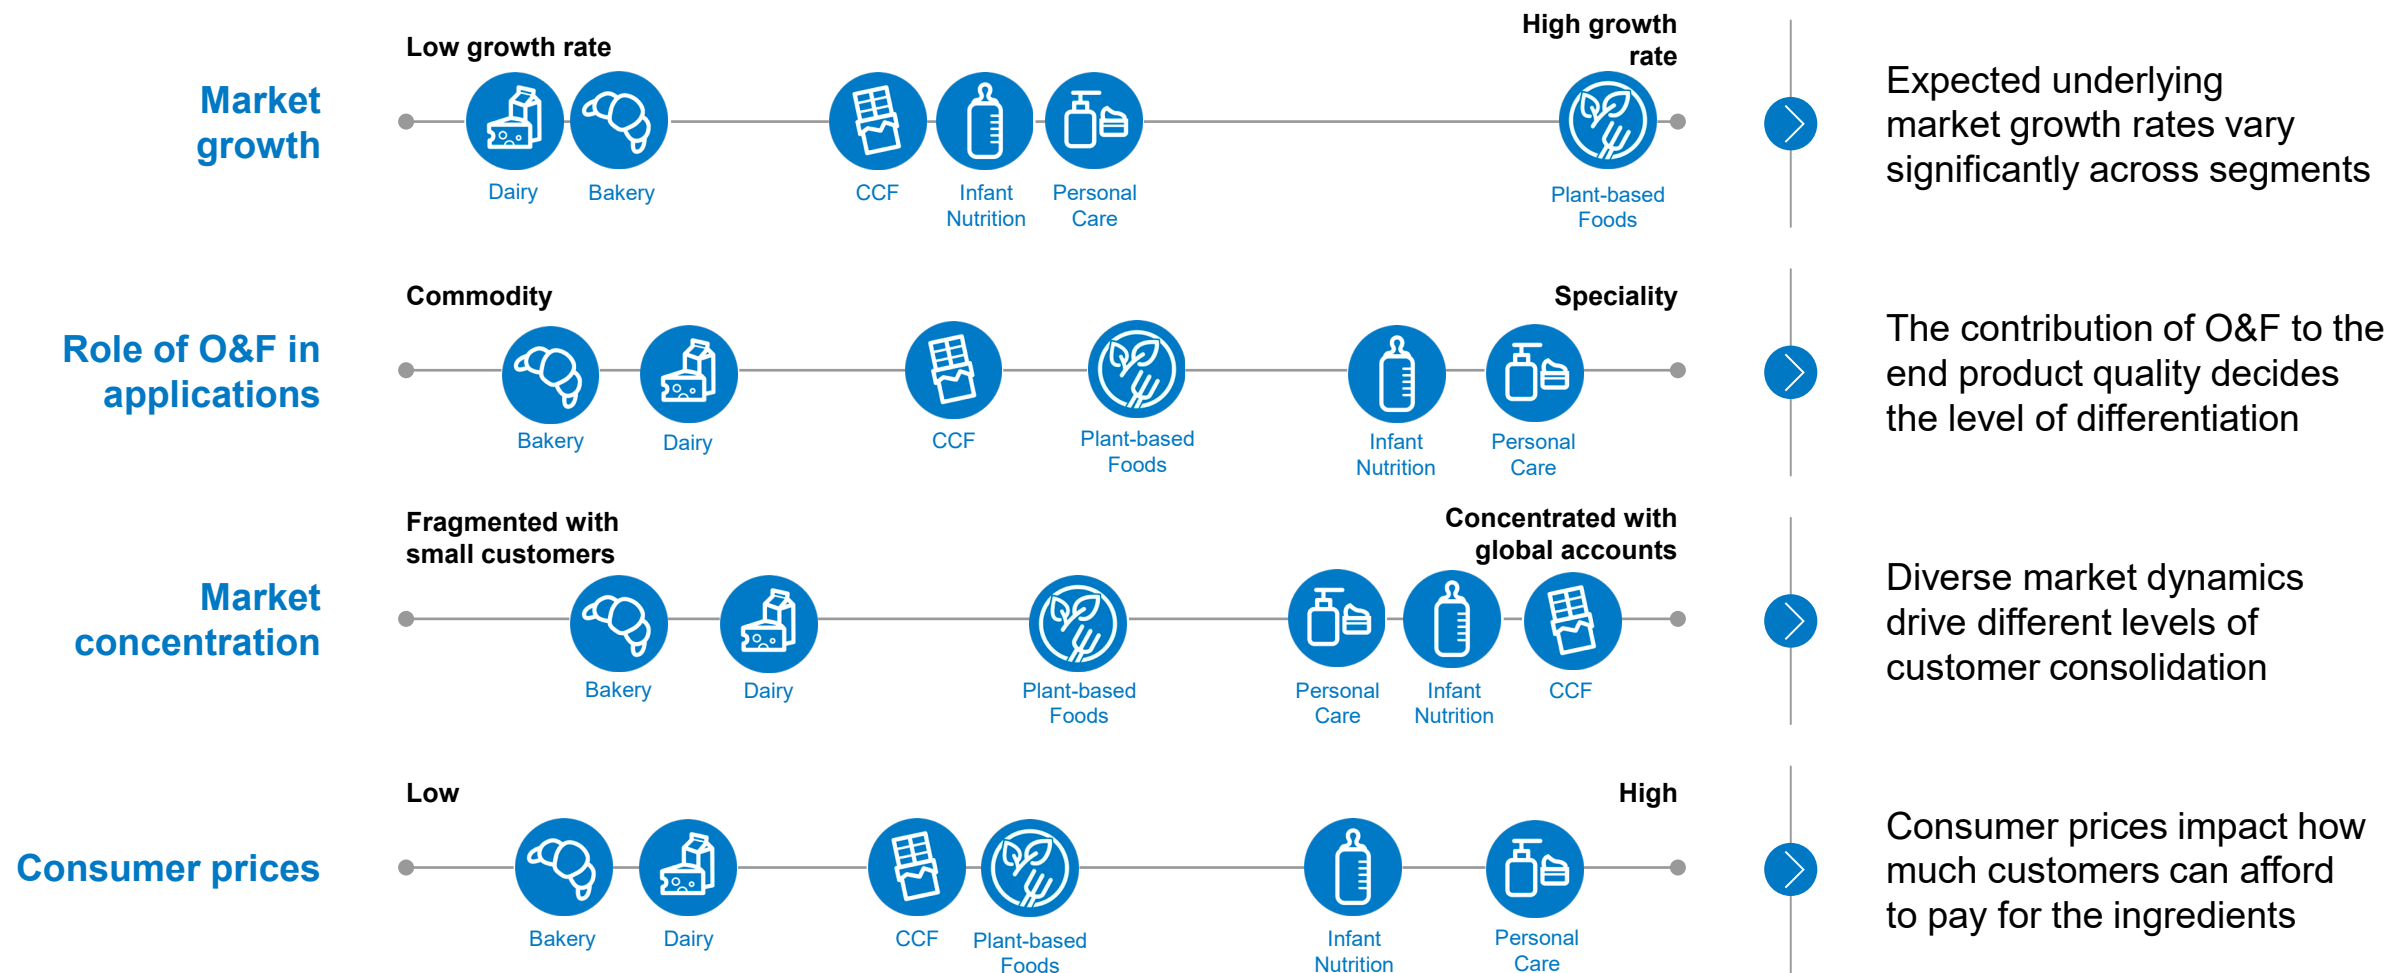 Market
growth
Low growth rate
High growth
rate
Dairy
Bakery
CCF
Infant
Nutrition
Personal
Care
Plant-based
Foods
Expected underlying
market growth rates vary
significantly across segments
Role of O&F in
applications
Commodity
Speciality
Bakery
Dairy
CCF
Plant-based
Foods
Infant
Nutrition
Personal
Care
The contribution of O&F to the
end product quality decides
the level of differentiation
Market
concentration
Fragmented with
small customers
Concentrated with
global accounts
Bakery
Dairy
Plant-based
Foods
Personal
Care
Infant
Nutrition
CCF
Diverse market dynamics
drive different levels of
customer consolidation
Consumer prices
Low
High
Bakery
Dairy
CCF
Plant-based
Foods
Infant
Nutrition
Personal
Care
Consumer prices impact how
much customers can afford
to pay for the ingredients